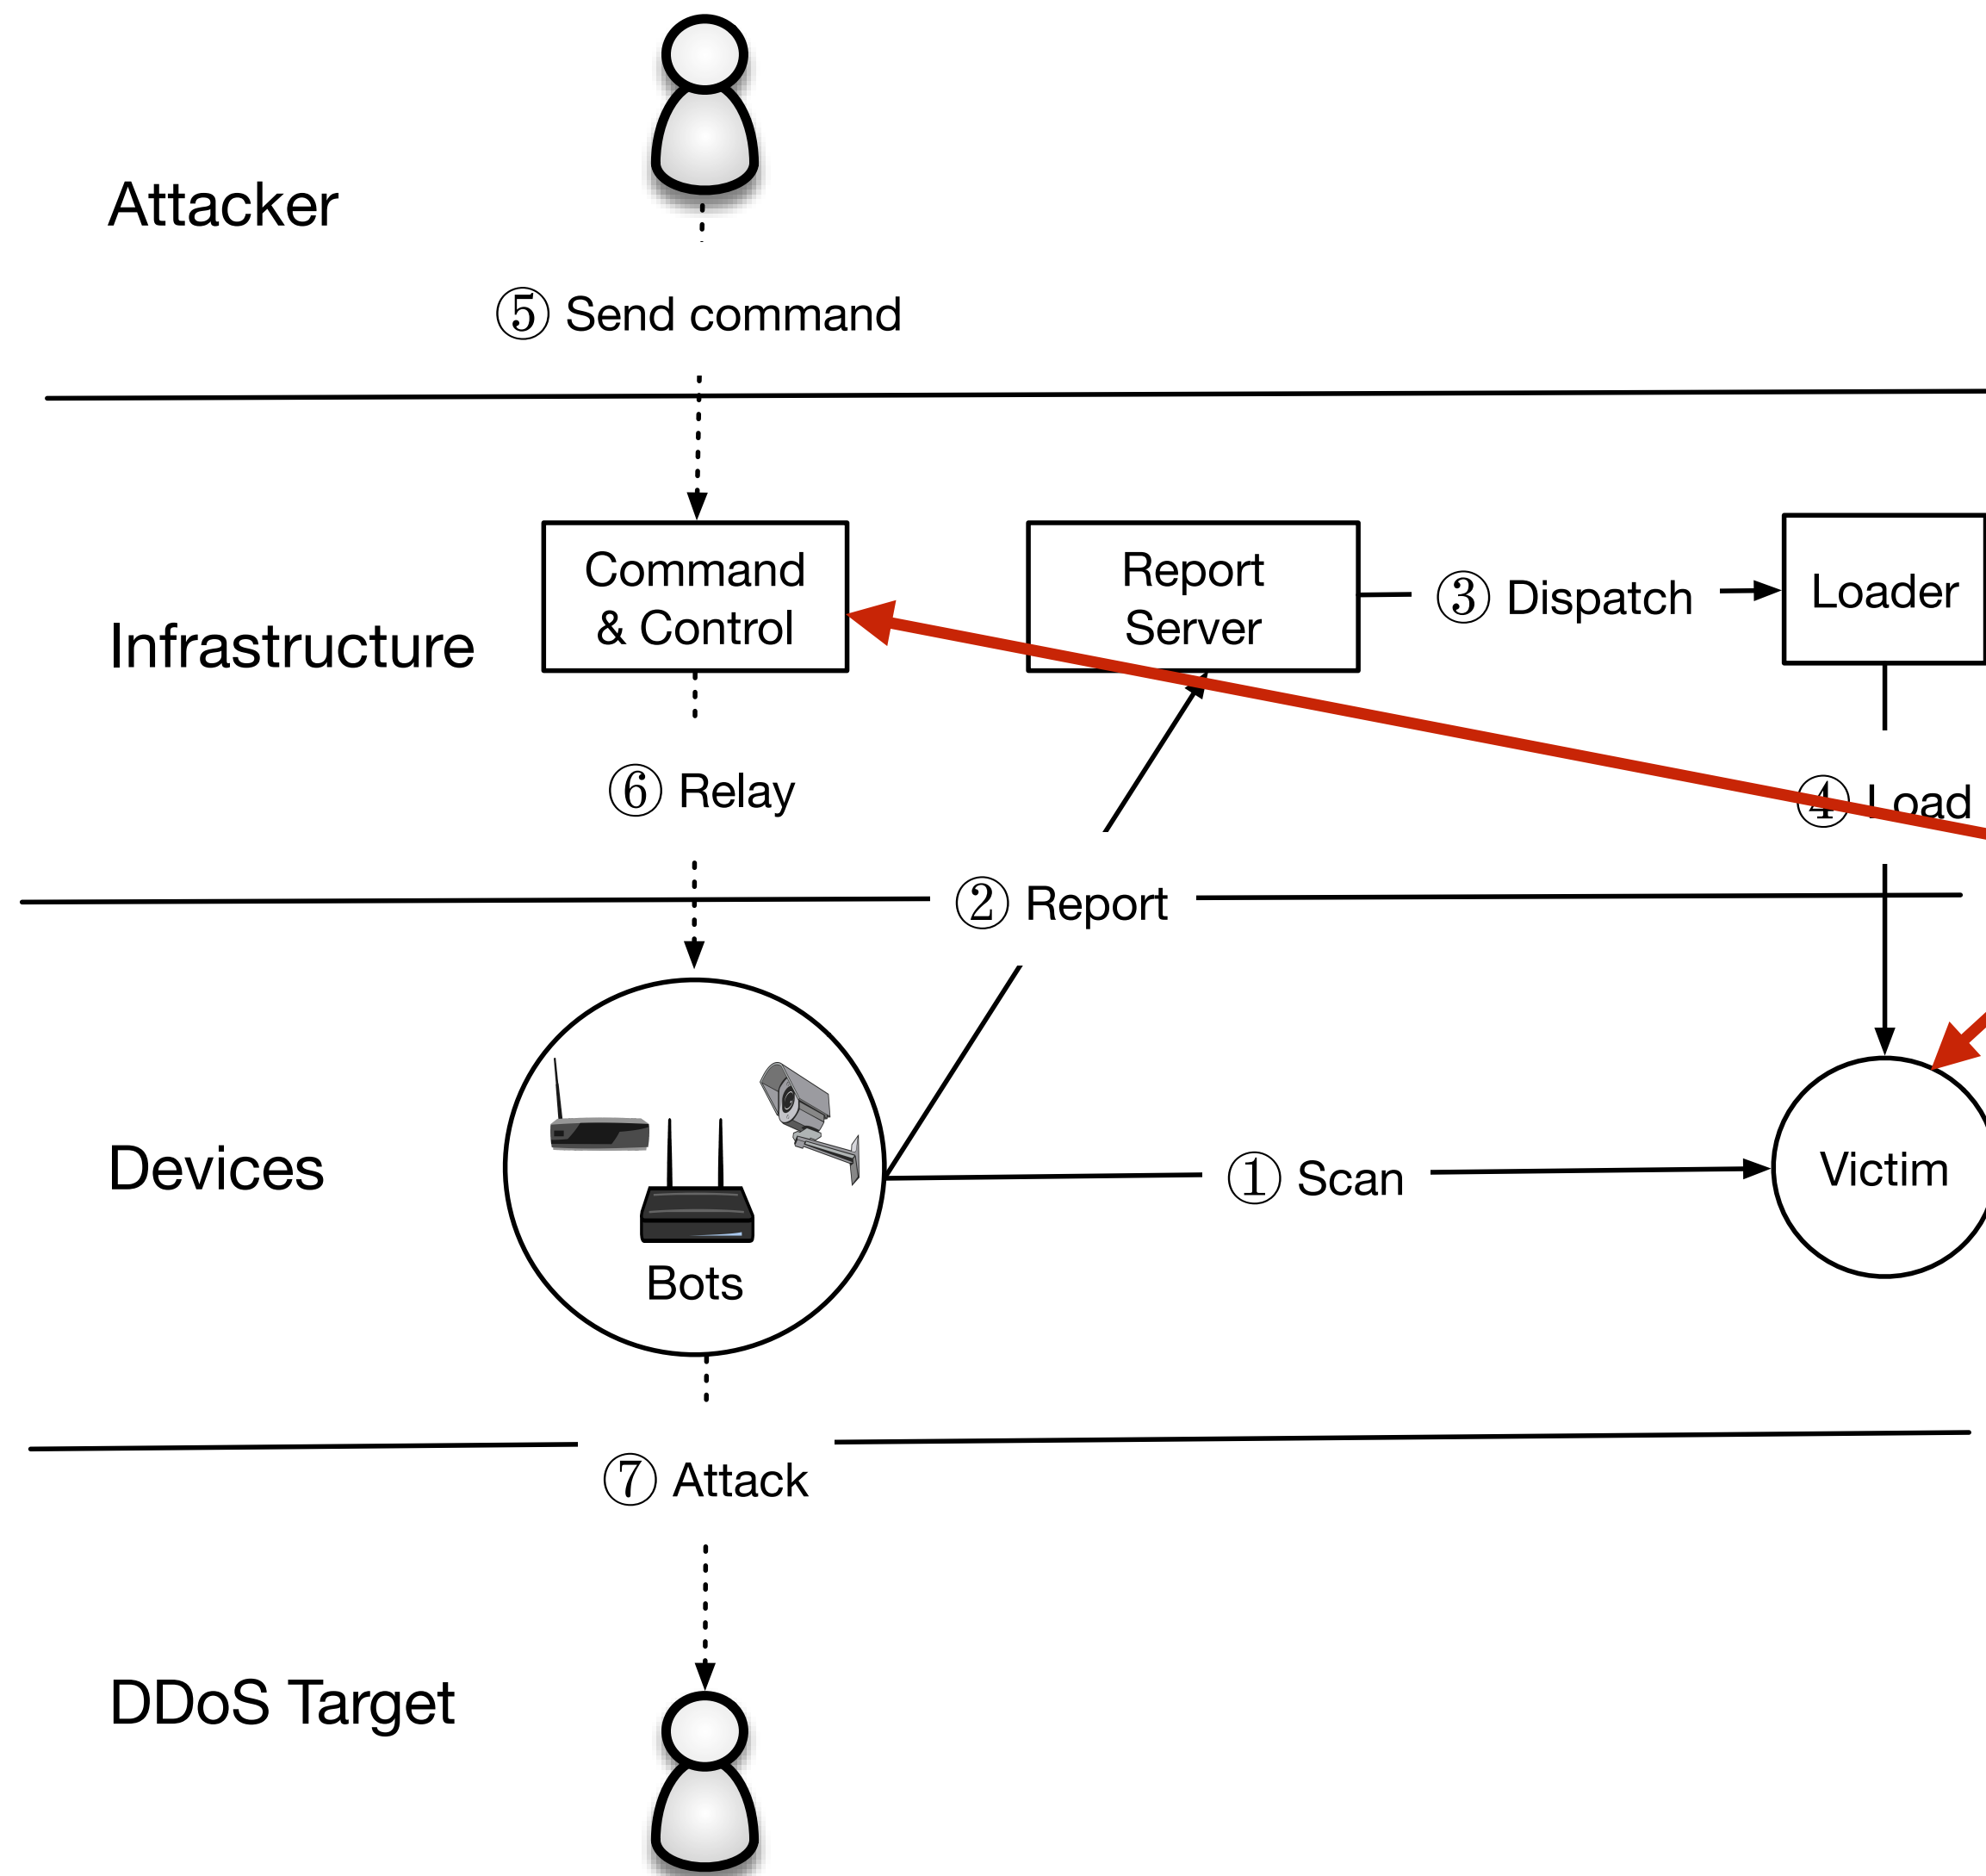 Attacker
⑤ Send command
Infrastructure
Command
& Control
Report
Server
③ Dispatch
Loader
⑥ Relay
④ Load
② Report
Devices
Bots
① Scan
Victim
⑦ Attack
DDoS Target